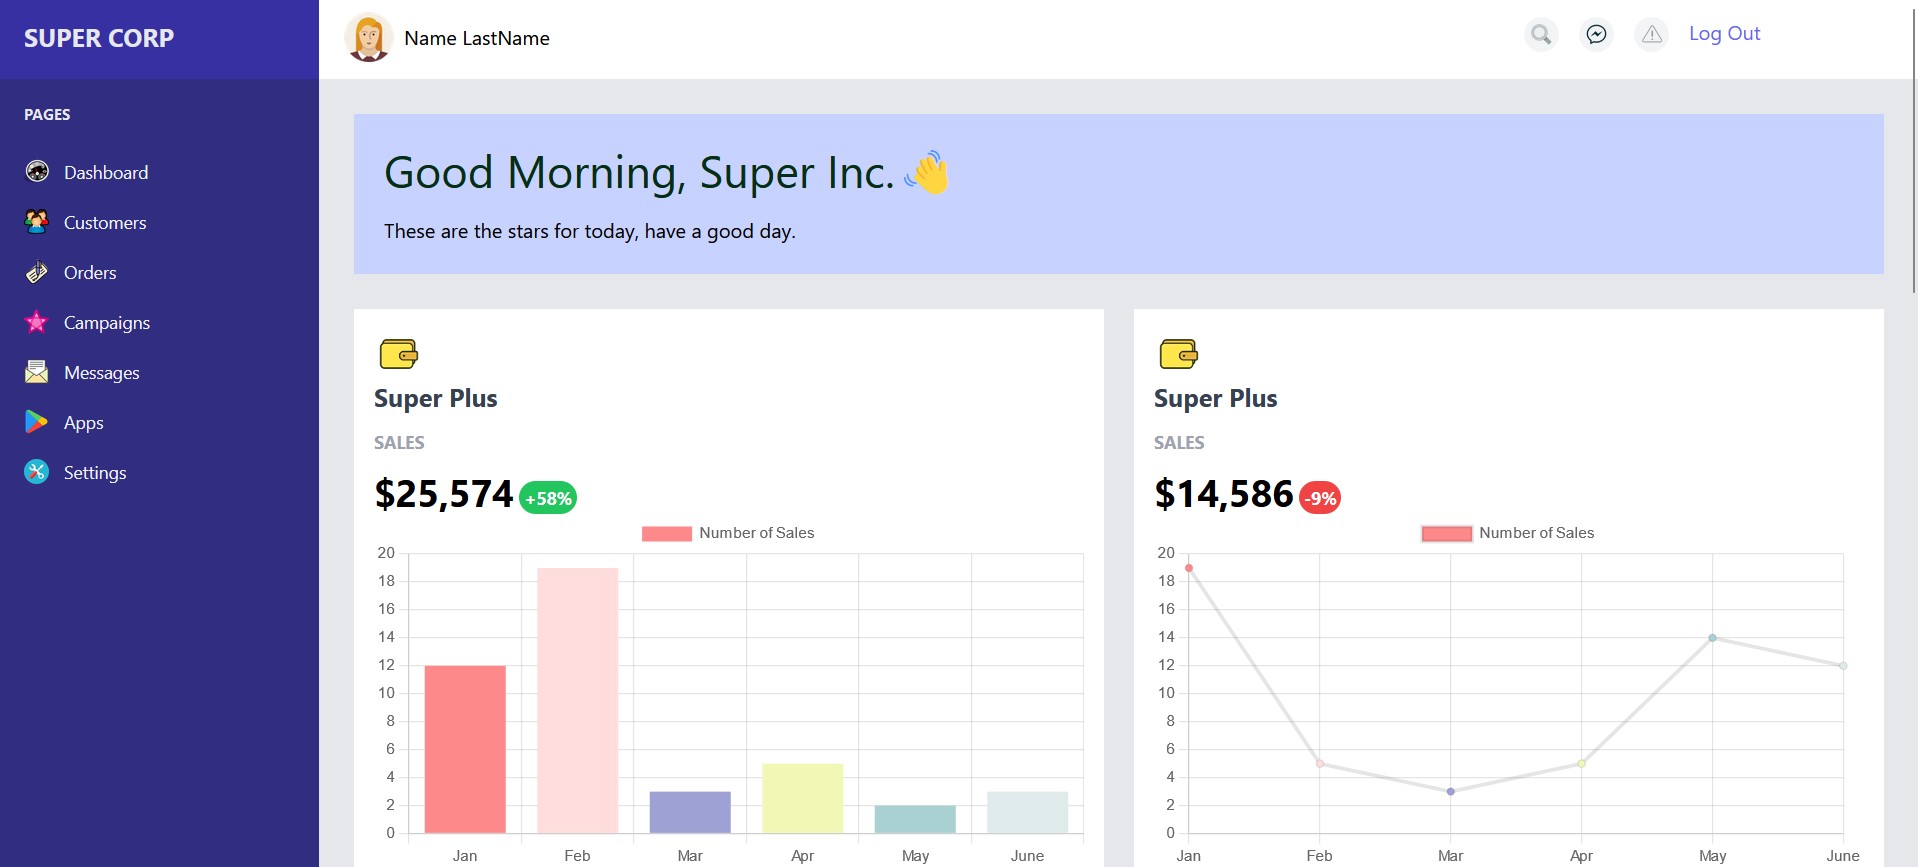 SUPER CORP
PAGES
Dashboard
Customers
Orders
Campaigns
Messages
Apps
Settings
Name LastName
Log Out
Good Morning, Super Inc. 👋
These are the stars for today, have a good day.
Super Plus
SALES
$25,574 +58%
Number of Sales
20
18
16
14
12
10
8
6
4
2
0
Jan Feb Mar Apr May June
Super Plus
SALES
$14,586 -9%
Number of Sales
20
18
16
14
12
10
8
6
4
2
0
Jan Feb Mar Apr May June